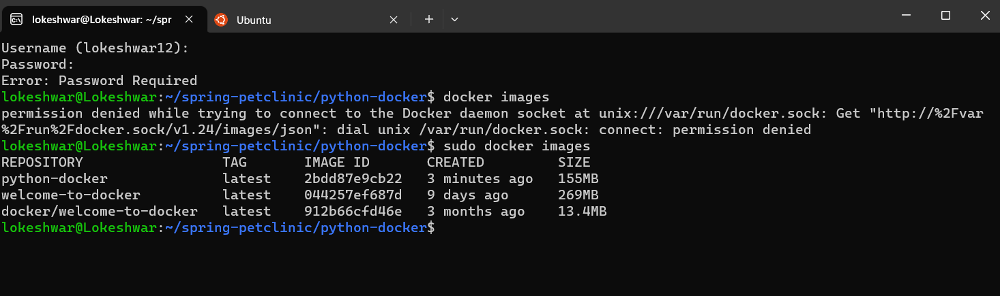 lokeshwar@Lokeshwar: ~/spr
Ubuntu
Username (lokeshwar12):
Password:
Error: Password Required
lokeshwar@Lokeshwar:~/spring-petclinic/python-docker$ docker images
permission denied while trying to connect to the Docker daemon socket at unix:///var/run/docker.sock: Get "http://%2Fvar
%2Frun%2Fdocker.sock/v1.24/images/json": dial unix /var/run/docker.sock: connect: permission denied
lokeshwar@Lokeshwar:~/spring-petclinic/python-docker$ sudo docker images
REPOSITORY                 TAG       IMAGE ID       CREATED         SIZE
python-docker              latest    2bdd87e9cb22   3 minutes ago   155MB
welcome-to-docker          latest    044257ef687d   9 days ago      269MB
docker/welcome-to-docker   latest    912b66cfd46e   3 months ago    13.4MB
lokeshwar@Lokeshwar:~/spring-petclinic/python-docker$